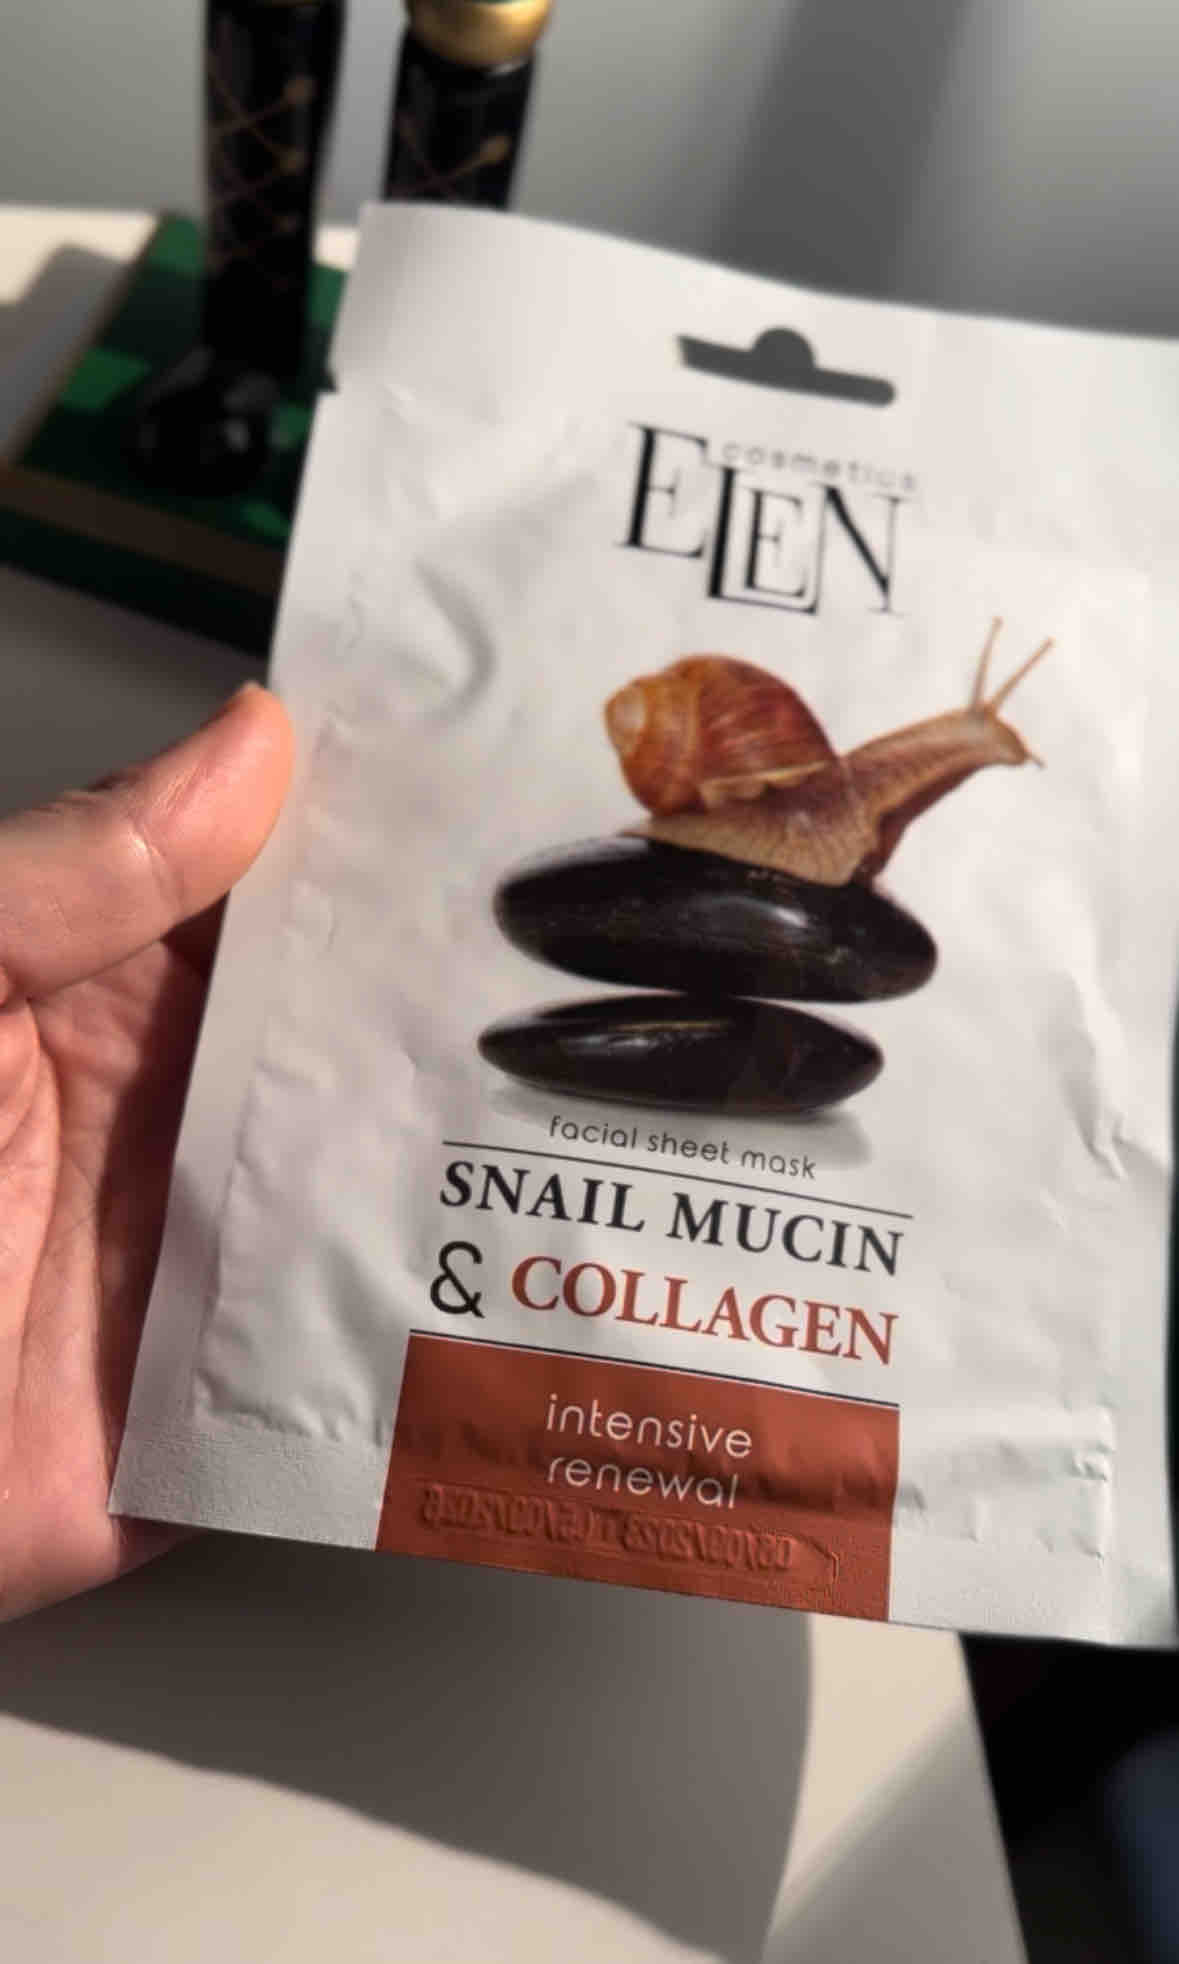 cosmetics
ELEN
facial sheet mask
SNAIL MUCIN
& COLLAGEN
intensive
renewal